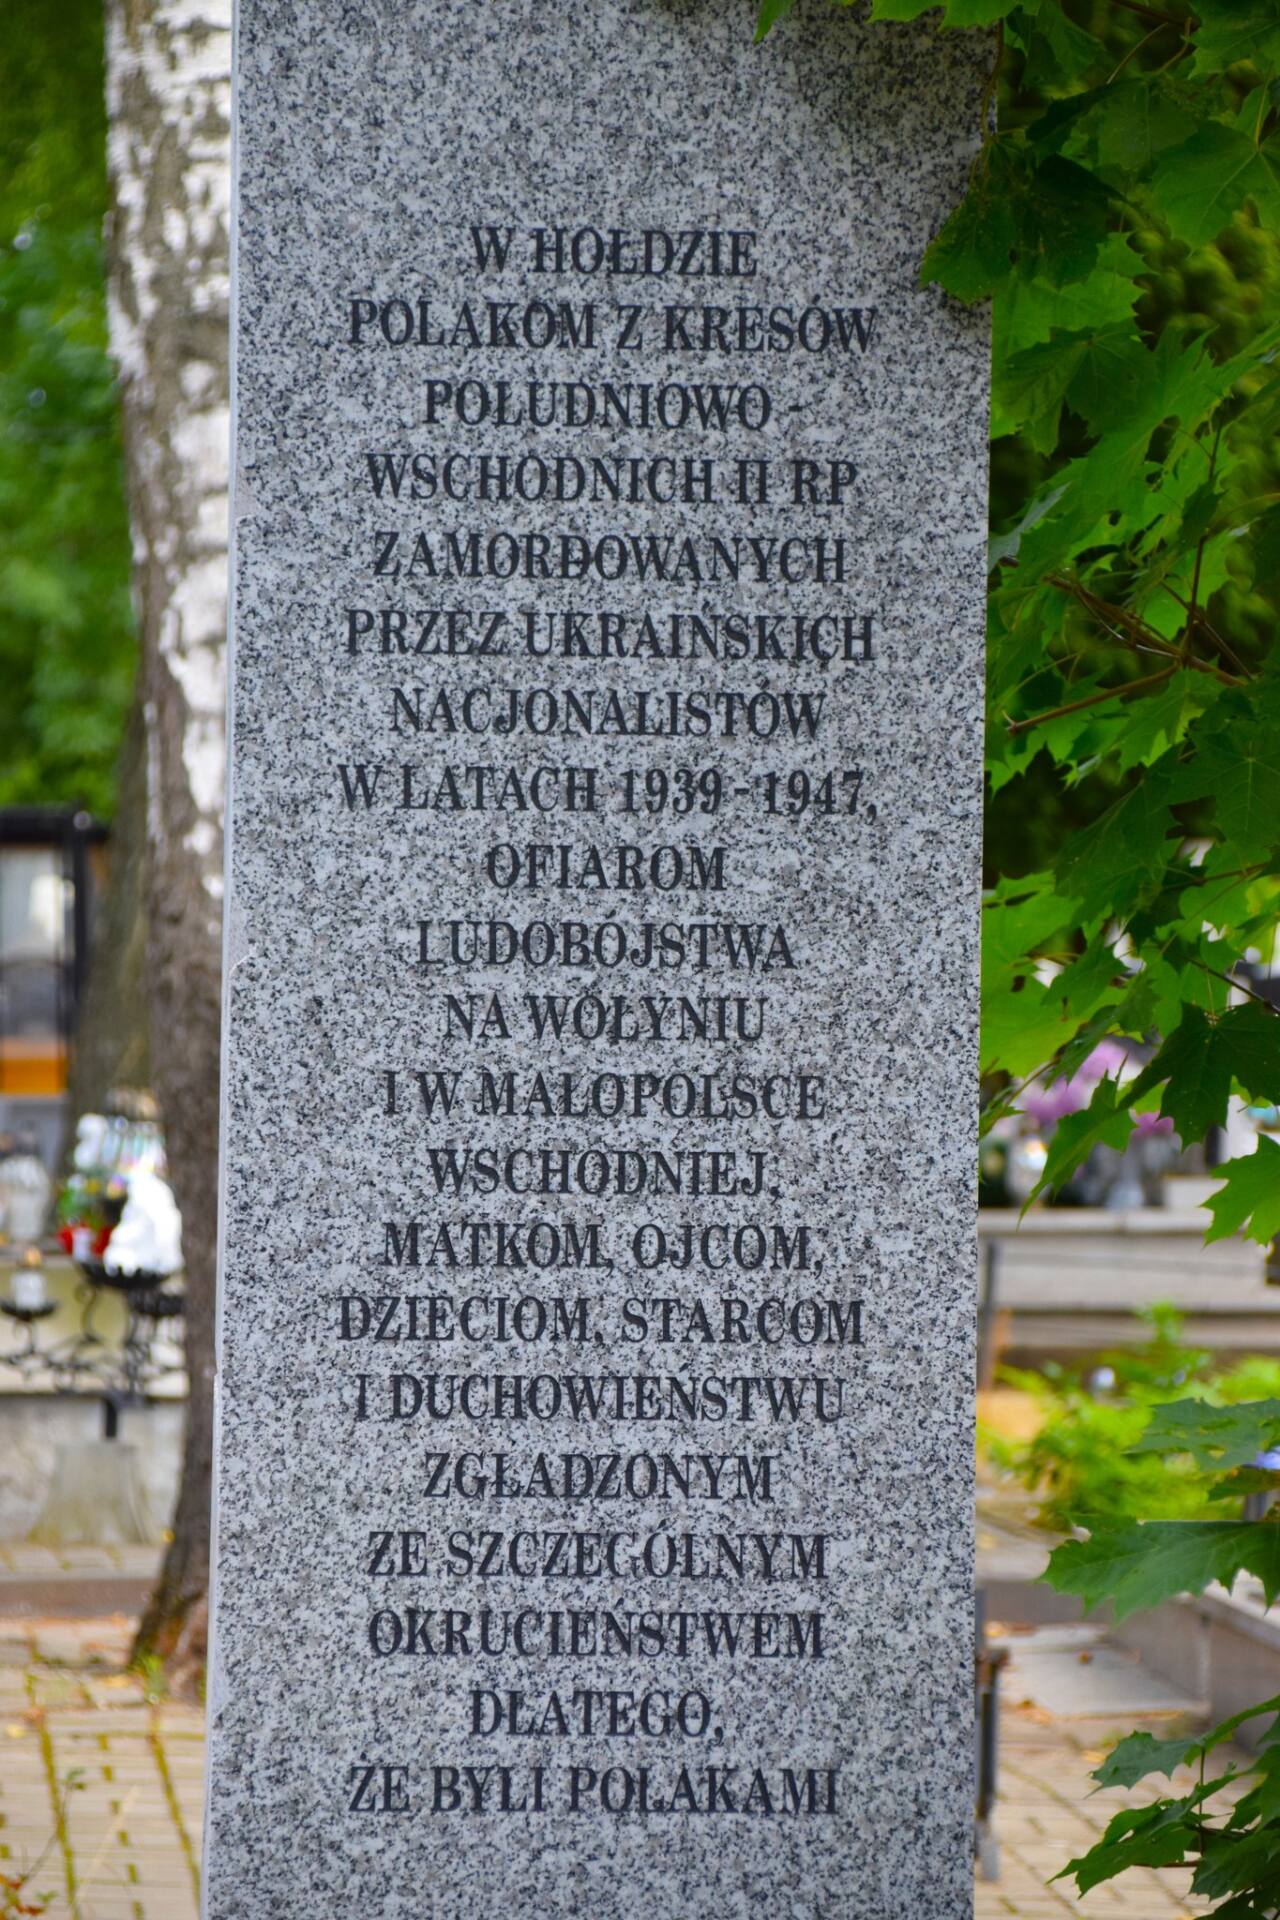 W HOŁDZIE
POLAKOM Z KRESÓW
POŁUDNIOWO -
WSCHODNICH II RP
ZAMORDOWANYCH
PRZEZ UKRAIŃSKICH
NACJONALISTÓW
W LATACH 1939 - 1947,
OFIAROM
LUDOBÓJSTWA
NA WOŁYNIU
I W MAŁOPOLSCE
WSCHODNIEJ,
MATKOM, OJCOM,
DZIECIOM, STARCOM
I DUCHOWIEŃSTWU
ZGŁADZONYM
ZE SZCZEGÓLNYM
OKRUCIEŃSTWEM
DLATEGO,
ŻE BYLI POLAKAMI